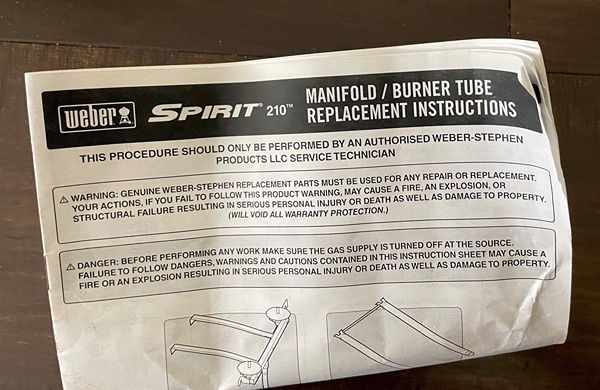 weber SPIRIT® 210™ MANIFOLD / BURNER TUBE
REPLACEMENT INSTRUCTIONS
THIS PROCEDURE SHOULD ONLY BE PERFORMED BY AN AUTHORISED WEBER-STEPHEN
PRODUCTS LLC SERVICE TECHNICIAN
⚠ WARNING: GENUINE WEBER-STEPHEN REPLACEMENT PARTS MUST BE USED FOR ANY REPAIR OR REPLACEMENT.
YOUR ACTIONS, IF YOU FAIL TO FOLLOW THIS PRODUCT WARNING, MAY CAUSE A FIRE, AN EXPLOSION, OR
STRUCTURAL FAILURE RESULTING IN SERIOUS PERSONAL INJURY OR DEATH AS WELL AS DAMAGE TO PROPERTY.
(WILL VOID ALL WARRANTY PROTECTION.)
⚠ DANGER: BEFORE PERFORMING ANY WORK MAKE SURE THE GAS SUPPLY IS TURNED OFF AT THE SOURCE.
FAILURE TO FOLLOW DANGERS, WARNINGS AND CAUTIONS CONTAINED IN THIS INSTRUCTION SHEET MAY CAUSE A
FIRE OR AN EXPLOSION RESULTING IN SERIOUS PERSONAL INJURY OR DEATH AS WELL AS DAMAGE TO PROPERTY.